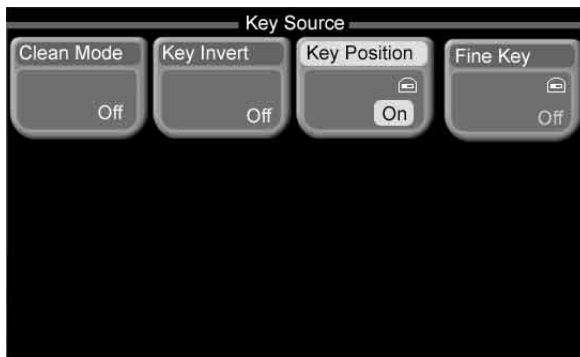 Key Source
Clean Mode
Off
Key Invert
Off
Key Position
On
Fine Key
Off